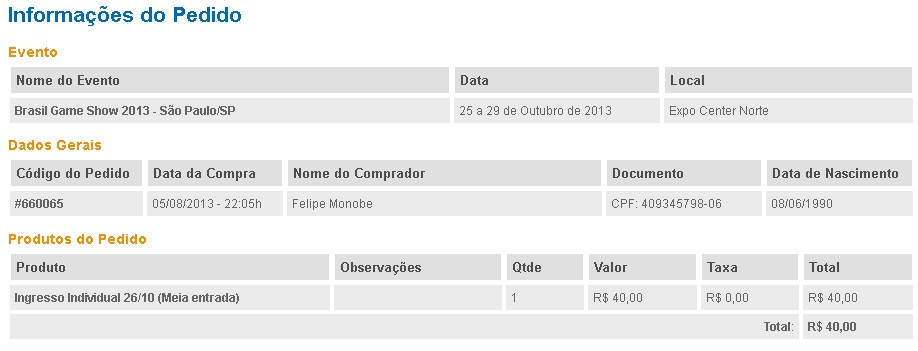 Informações do Pedido
Evento
Nome do Evento Data Local
Brasil Game Show 2013 - São Paulo/SP 25 a 29 de Outubro de 2013 Expo Center Norte
Dados Gerais
Código do Pedido Data da Compra Nome do Comprador Documento Data de Nascimento
#660065 05/08/2013 - 22:05h Felipe Monobe CPF: 409345798-06 08/06/1990
Produtos do Pedido
Produto Observações Qtde Valor Taxa Total
Ingresso Individual 26/10 (Meia entrada) 1 R$ 40,00 R$ 0,00 R$ 40,00
Total: R$ 40,00